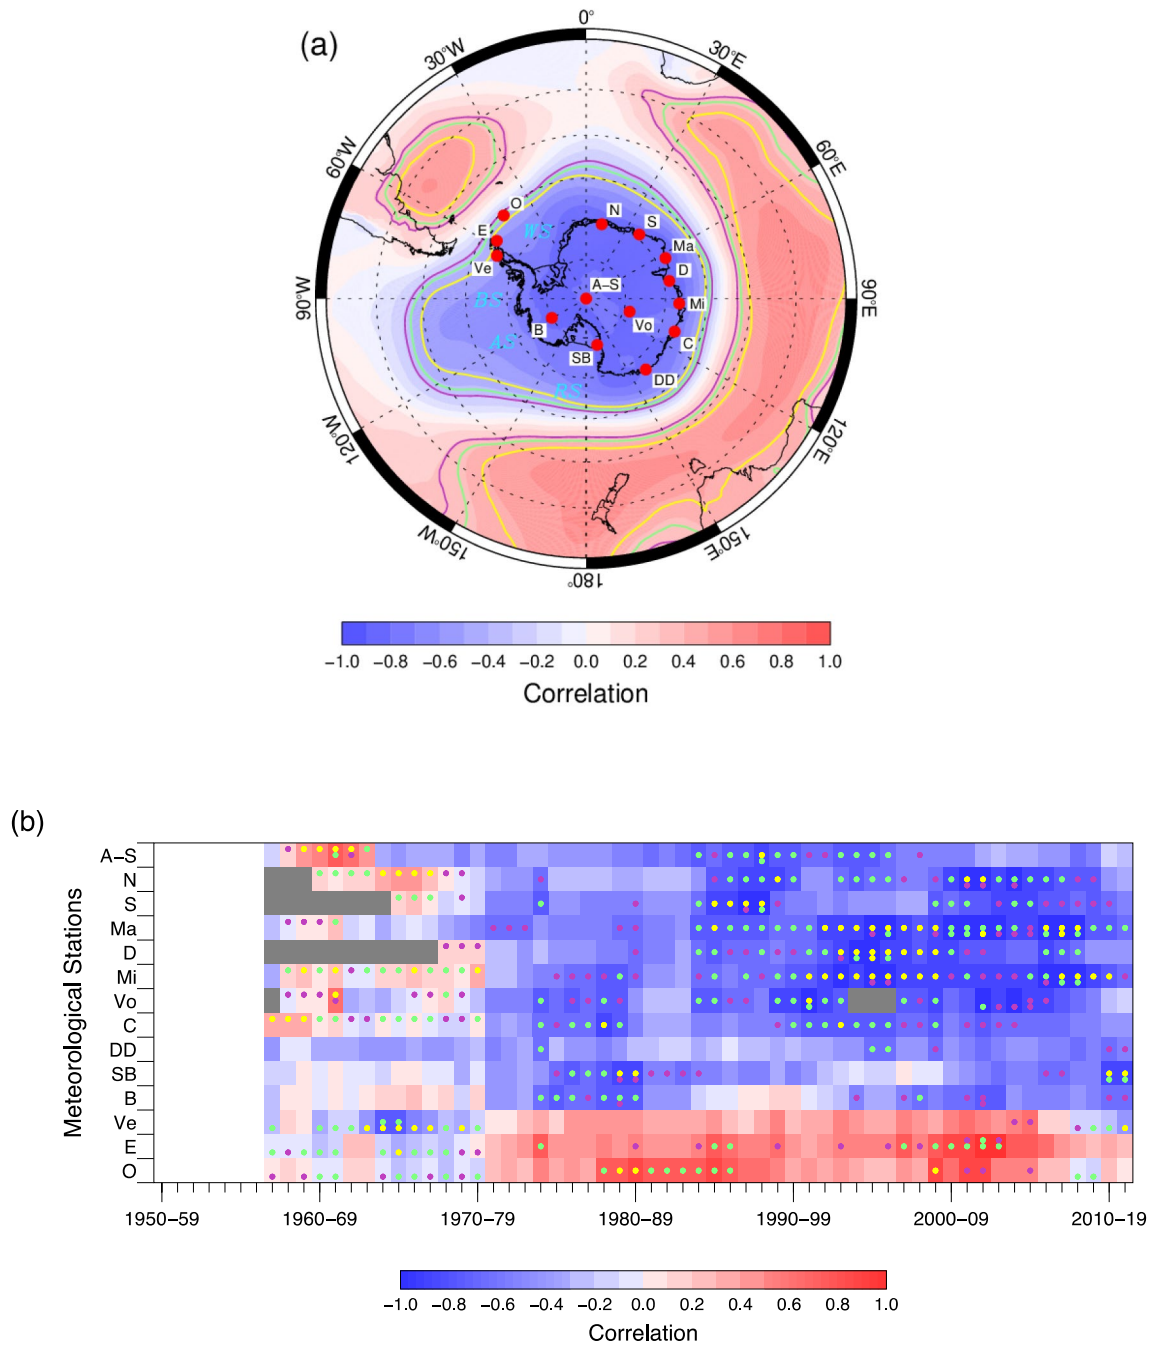 (a)
0°
30°W
30°E
60°W
60°E
O
N
S
E
WS
Ma
Ve
D
A–S
90°W
BS
Mi
90°E
Vo
B
AS
C
SB
DD
RS
120°W
120°E
150°W
150°E
180°
−1.0 −0.8 −0.6 −0.4 −0.2 0.0 0.2 0.4 0.6 0.8 1.0
Correlation
(b)
Meteorological Stations
A–S
N
S
Ma
D
Mi
Vo
C
DD
SB
B
Ve
E
O
1950−59 1960−69 1970−79 1980−89 1990−99 2000−09 2010−19
−1.0 −0.8 −0.6 −0.4 −0.2 0.0 0.2 0.4 0.6 0.8 1.0
Correlation